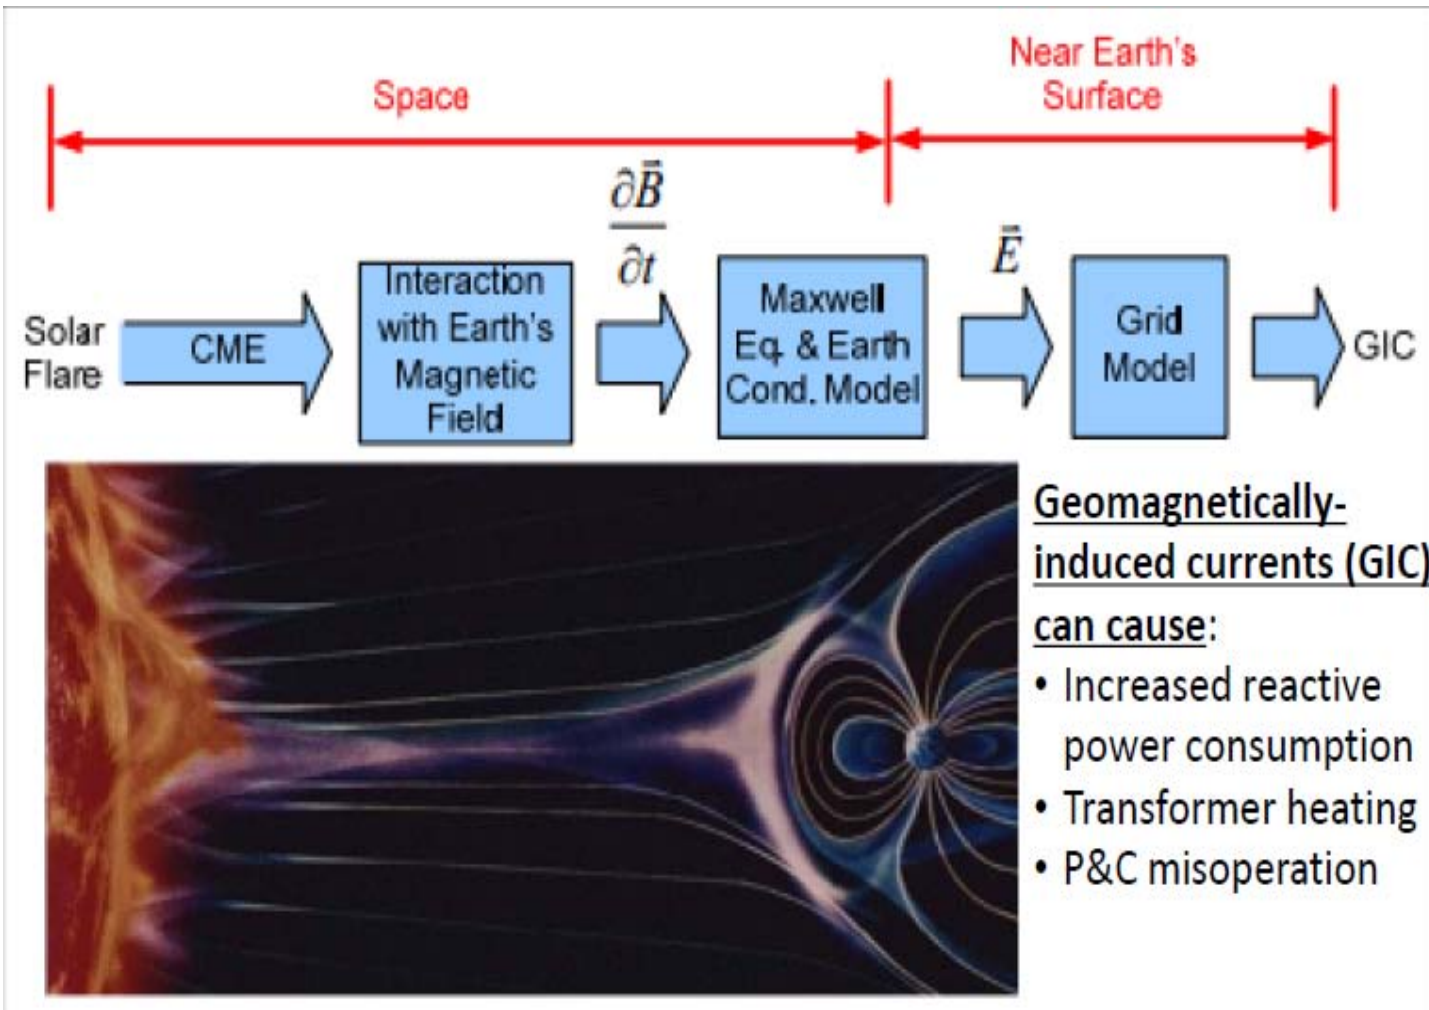 Space
Near Earth's
Surface
∂B⃗
∂t
E⃗
Solar
Flare
CME
Interaction
with Earth's
Magnetic
Field
Maxwell
Eq. & Earth
Cond. Model
Grid
Model
GIC
Geomagnetically-
induced currents (GIC)
can cause:
• Increased reactive
power consumption
• Transformer heating
• P&C misoperation